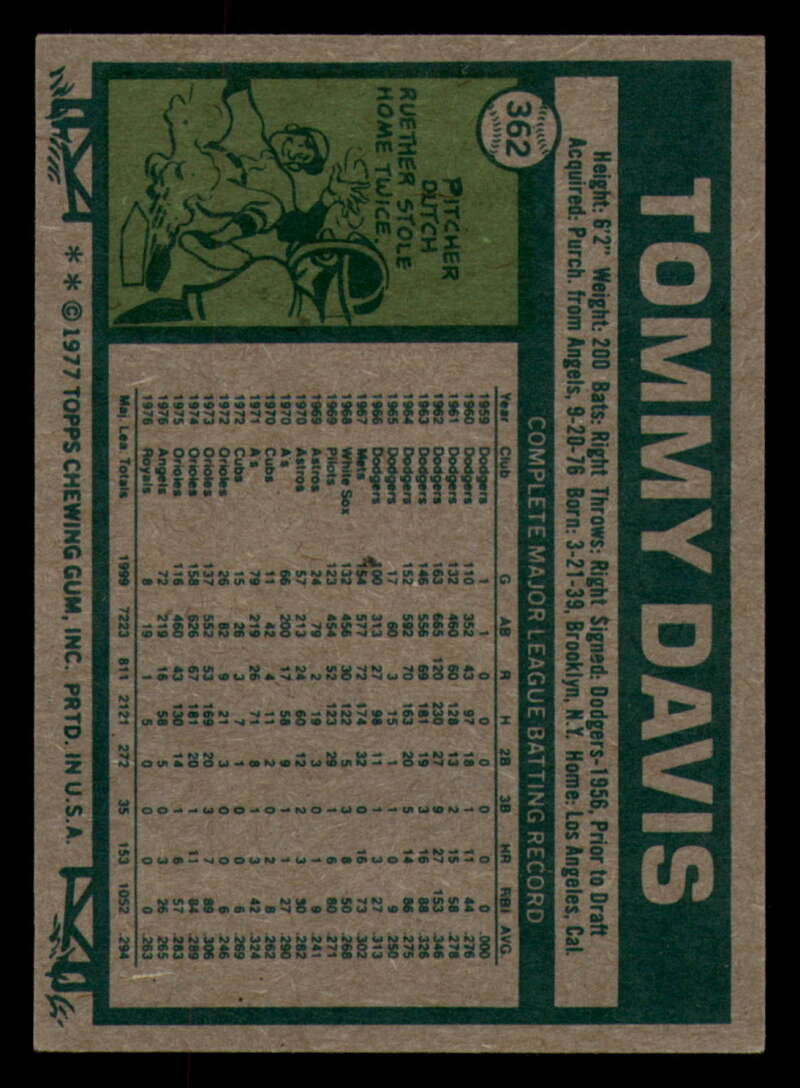 TOMMY DAVIS
362
Height: 6'2" Weight: 200 Bats: Right Throws: Right Signed: Dodgers-1956, Prior to Draft
Acquired: Purch. from Angels, 9-20-76 Born: 3-21-39, Brooklyn, N.Y. Home: Los Angeles, Cal.
PITCHER
DUTCH
RUETHER STOLE
HOME TWICE.
COMPLETE MAJOR LEAGUE BATTING RECORD
Year Club G AB R H 2B 3B HR RBI AVG.
1959 Dodgers 1 1 0 0 0 0 0 0 .000
1960 Dodgers 110 352 43 97 18 1 11 44 .276
1961 Dodgers 132 460 60 128 13 2 15 58 .278
1962 Dodgers 163 665 120 230 27 9 27 153 .346
1963 Dodgers 146 556 69 181 19 3 16 88 .326
1964 Dodgers 152 592 70 163 20 5 14 86 .275
1965 Dodgers 17 60 3 15 1 1 0 9 .250
1966 Dodgers 100 313 27 98 11 1 3 27 .313
1967 Mets 154 577 72 174 32 0 16 73 .302
1968 White Sox 132 456 30 122 5 3 8 50 .268
1969 Pilots 123 454 52 123 29 1 6 80 .271
1969 Astros 24 79 2 19 3 0 1 9 .241
1970 Astros 57 213 24 60 12 2 3 30 .282
1970 A's 66 200 17 58 9 1 1 27 .290
1970 Cubs 11 42 4 11 2 0 2 8 .262
1971 A's 79 219 26 71 8 1 3 42 .324
1972 Cubs 15 26 3 7 1 0 0 6 .269
1972 Orioles 26 82 9 21 3 0 0 6 .256
1973 Orioles 137 552 53 169 20 3 7 89 .306
1974 Orioles 158 626 67 181 20 1 11 84 .289
1975 Orioles 116 460 43 130 14 1 6 57 .283
1976 Angels 72 219 16 58 5 0 3 26 .265
1976 Royals 8 19 1 5 0 0 0 0 .263
Maj. Lea. Totals 1999 7223 811 2121 272 35 153 1052 .294
* * © 1977 TOPPS CHEWING GUM, INC. PRTD. IN U.S.A.